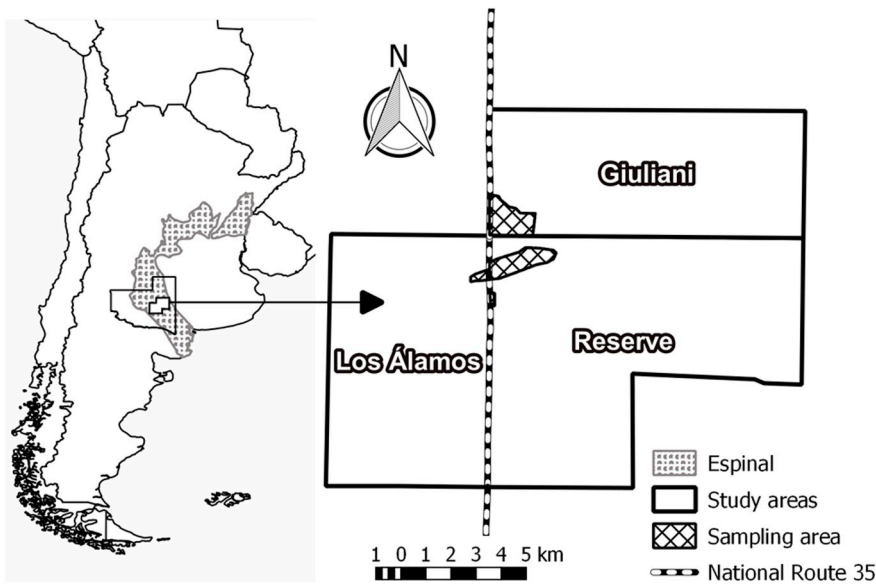 N
Giuliani
Los Álamos
Reserve
Espinal
Study areas
Sampling area
National Route 35
1 0 1 2 3 4 5 km